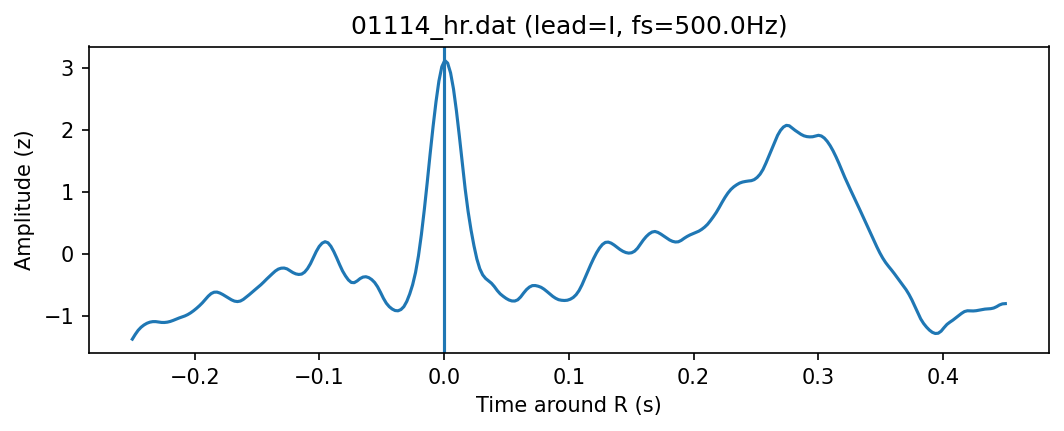 01114_hr.dat (lead=I, fs=500.0Hz)
Amplitude (z)
3
2
1
0
−1
−0.2 −0.1 0.0 0.1 0.2 0.3 0.4
Time around R (s)